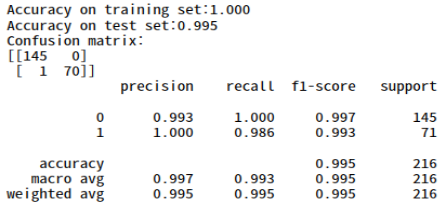 Accuracy on training set:1.000
Accuracy on test set:0.995
Confusion matrix:
[[145   0]
 [  1  70]]
              precision    recall  f1-score   support

           0       0.993     1.000     0.997       145
           1       1.000     0.986     0.993        71

    accuracy                           0.995       216
   macro avg       0.997     0.993     0.995       216
weighted avg       0.995     0.995     0.995       216